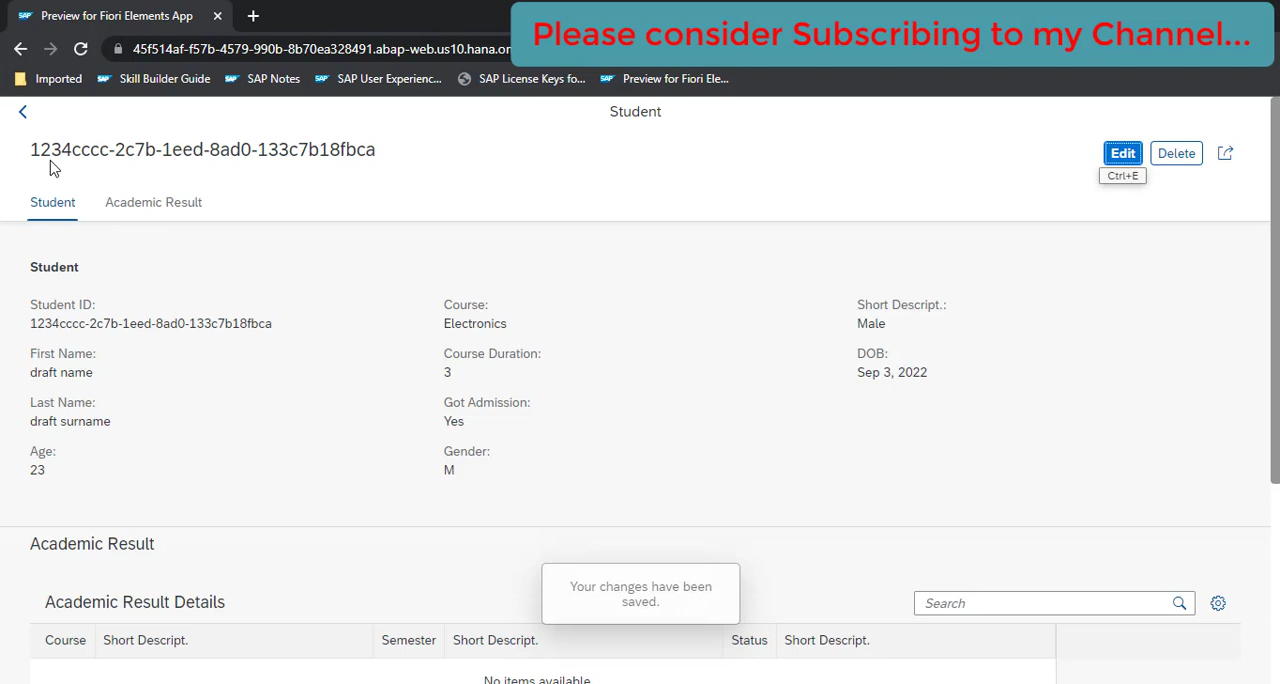 Preview for Fiori Elements App
Please consider Subscribing to my Channel...
45f514af-f57b-4579-990b-8b70ea328491.abap-web.us10.hana.on
Imported
Skill Builder Guide
SAP Notes
SAP User Experienc...
SAP License Keys fo...
Preview for Fiori Ele...
Student
1234cccc-2c7b-1eed-8ad0-133c7b18fbca
Edit
Delete
Ctrl+E
Student
Academic Result
Student
Student ID:
1234cccc-2c7b-1eed-8ad0-133c7b18fbca
First Name:
draft name
Last Name:
draft surname
Age:
23
Course:
Electronics
Course Duration:
3
Got Admission:
Yes
Gender:
M
Short Descript.:
Male
DOB:
Sep 3, 2022
Academic Result
Your changes have been
saved.
Academic Result Details
Search
Course
Short Descript.
Semester
Short Descript.
Status
Short Descript.
No items available